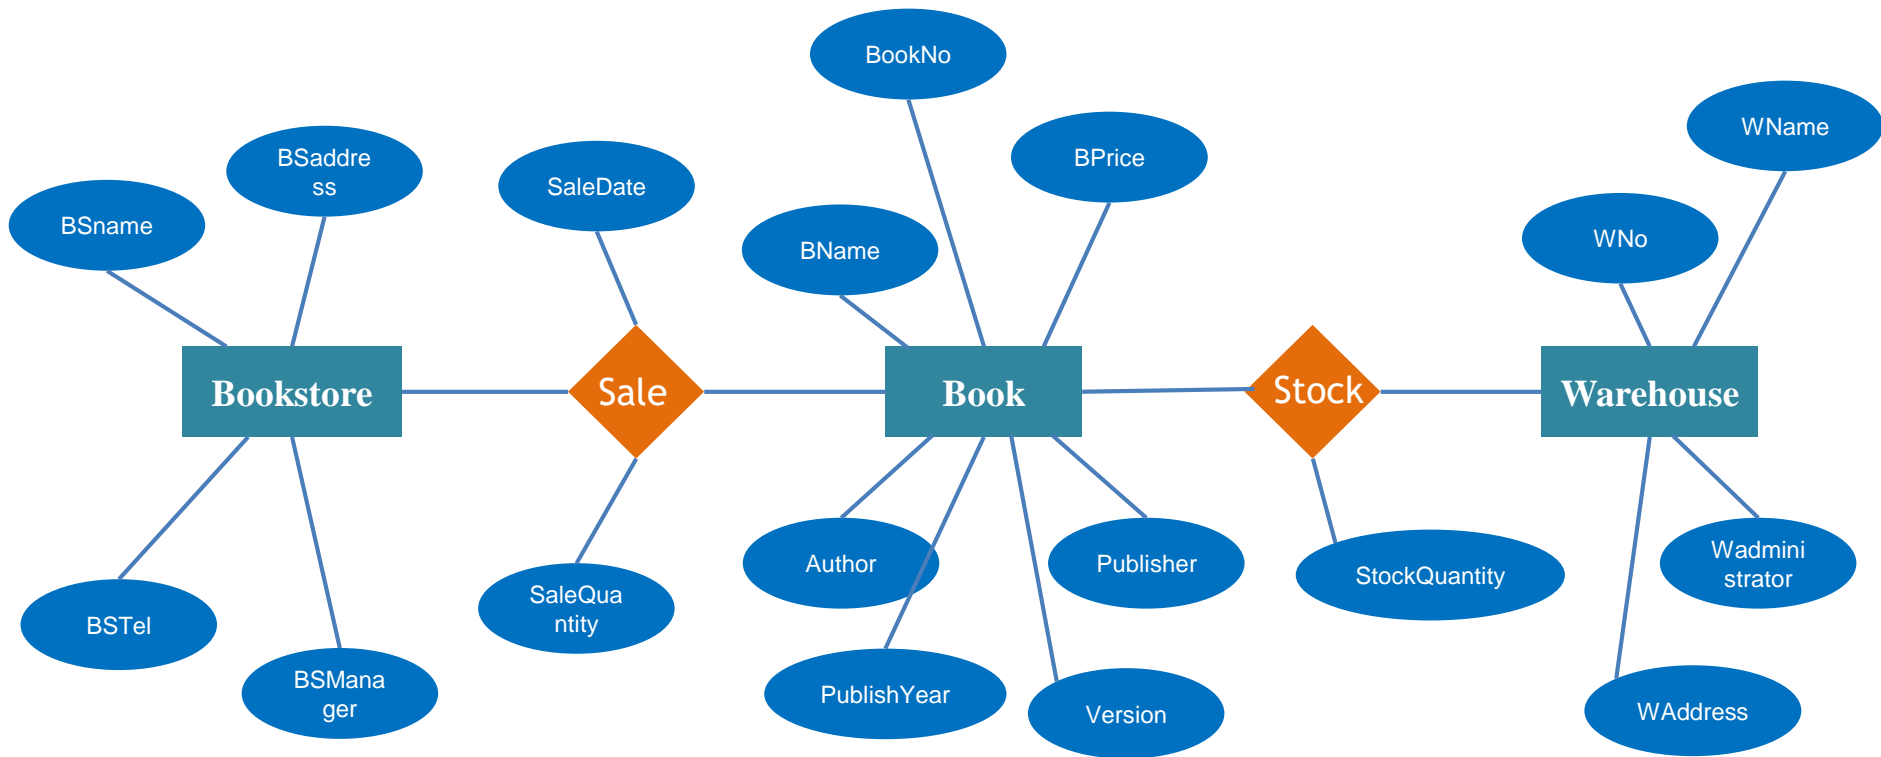 BookNo
WName
BSaddre
ss
BPrice
SaleDate
BSname
WNo
BName
Bookstore
Sale
Book
Stock
Warehouse
Author
Publisher
StockQuantity
Wadmini
strator
SaleQua
ntity
BSTel
BSMana
ger
PublishYear
Version
WAddress